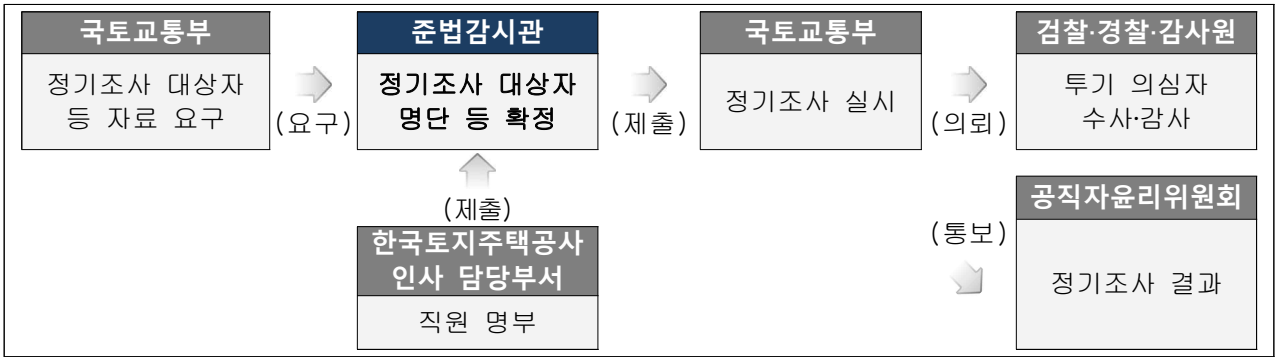 국토교통부
정기조사 대상자
등 자료 요구
(요구)
준법감시관
정기조사 대상자
명단 등 확정
(제출)
국토교통부
정기조사 실시
(의뢰)
검찰·경찰·감사원
투기 의심자
수사·감사
(제출)
한국토지주택공사
인사 담당부서
직원 명부
(통보)
공직자윤리위원회
정기조사 결과